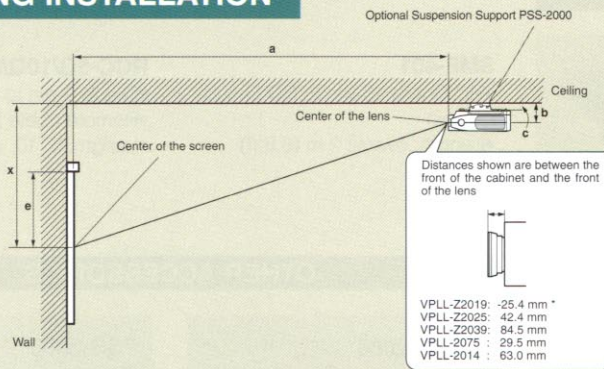 NG INSTALLATION
Optional Suspension Support PSS-2000
a
Ceiling
Center of the lens
b
c
Center of the screen
x
e
Distances shown are between the
front of the cabinet and the front
of the lens
VPLL-Z2019: -25.4 mm *
VPLL-Z2025: 42.4 mm
VPLL-Z2039: 84.5 mm
VPLL-2075 : 29.5 mm
VPLL-2014 : 63.0 mm
Wall